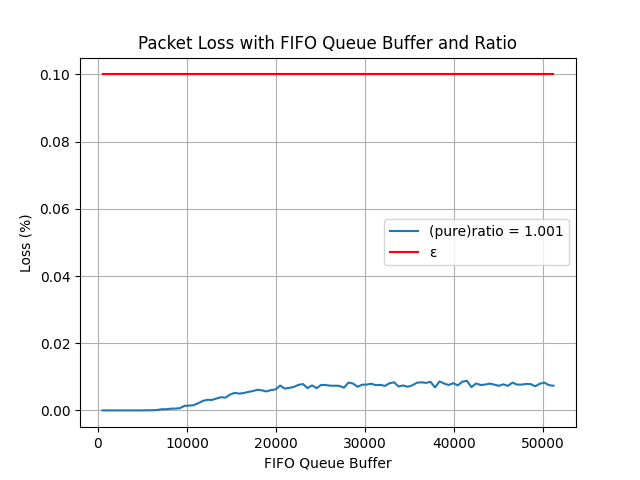 Packet Loss with FIFO Queue Buffer and Ratio
Loss (%)
0.10
0.08
0.06
0.04
0.02
0.00
(pure)ratio = 1.001
ε
0 10000 20000 30000 40000 50000
FIFO Queue Buffer